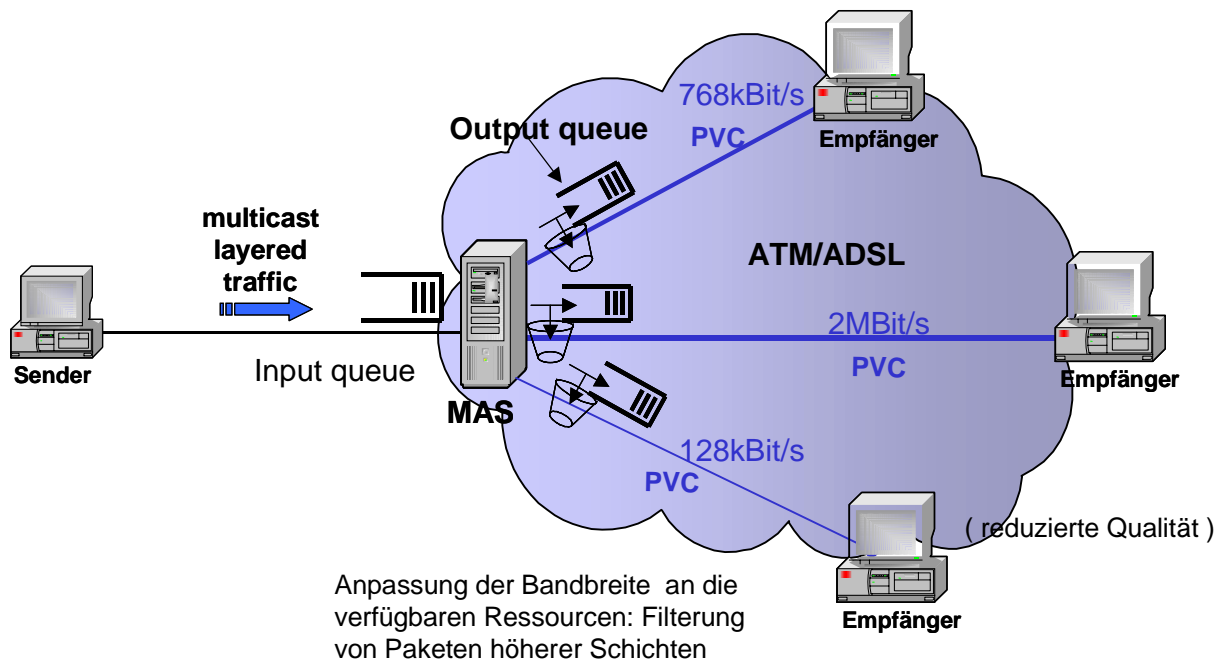 768kBit/s
PVC
Empfänger
Output queue
multicast
layered
traffic
ATM/ADSL
2MBit/s
PVC
Empfänger
Sender
Input queue
MAS
128kBit/s
PVC
( reduzierte Qualität )
Empfänger
Anpassung der Bandbreite an die
verfügbaren Ressourcen: Filterung
von Paketen höherer Schichten